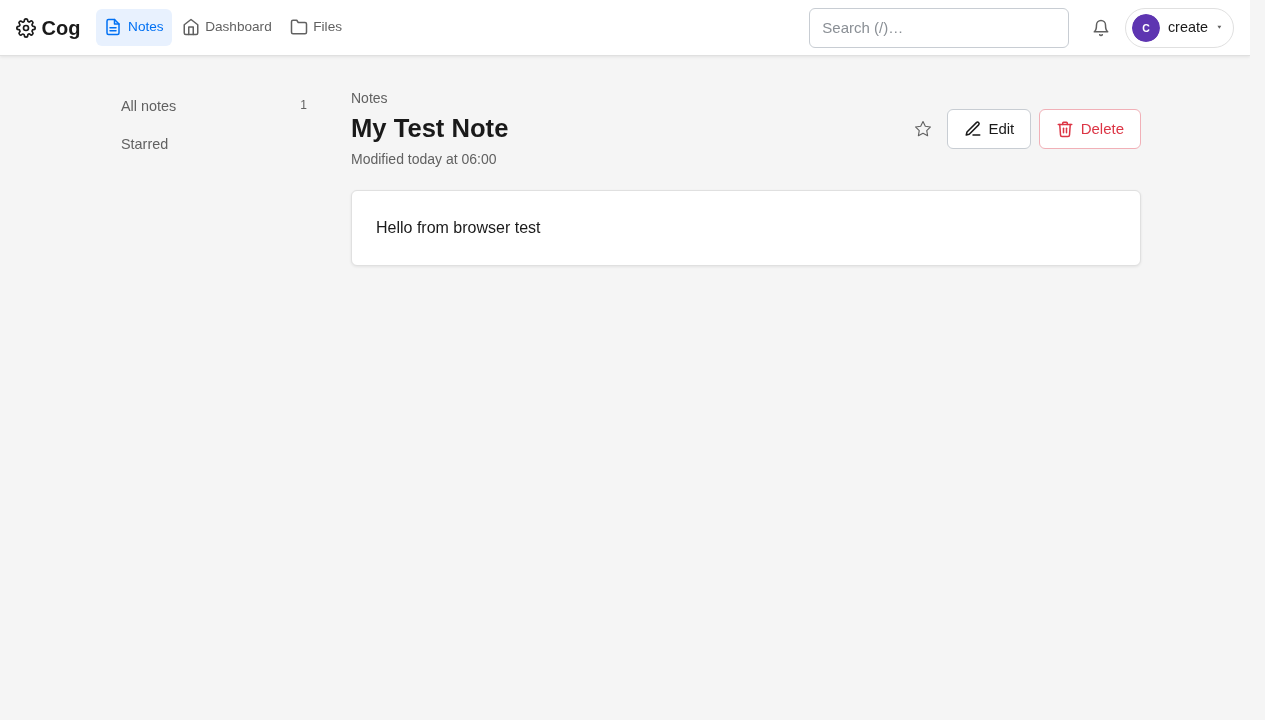 Cog
Notes
Dashboard
Files
Search (/)…
C
create
All notes
1
Starred
Notes
My Test Note
Modified today at 06:00
Edit
Delete
Hello from browser test